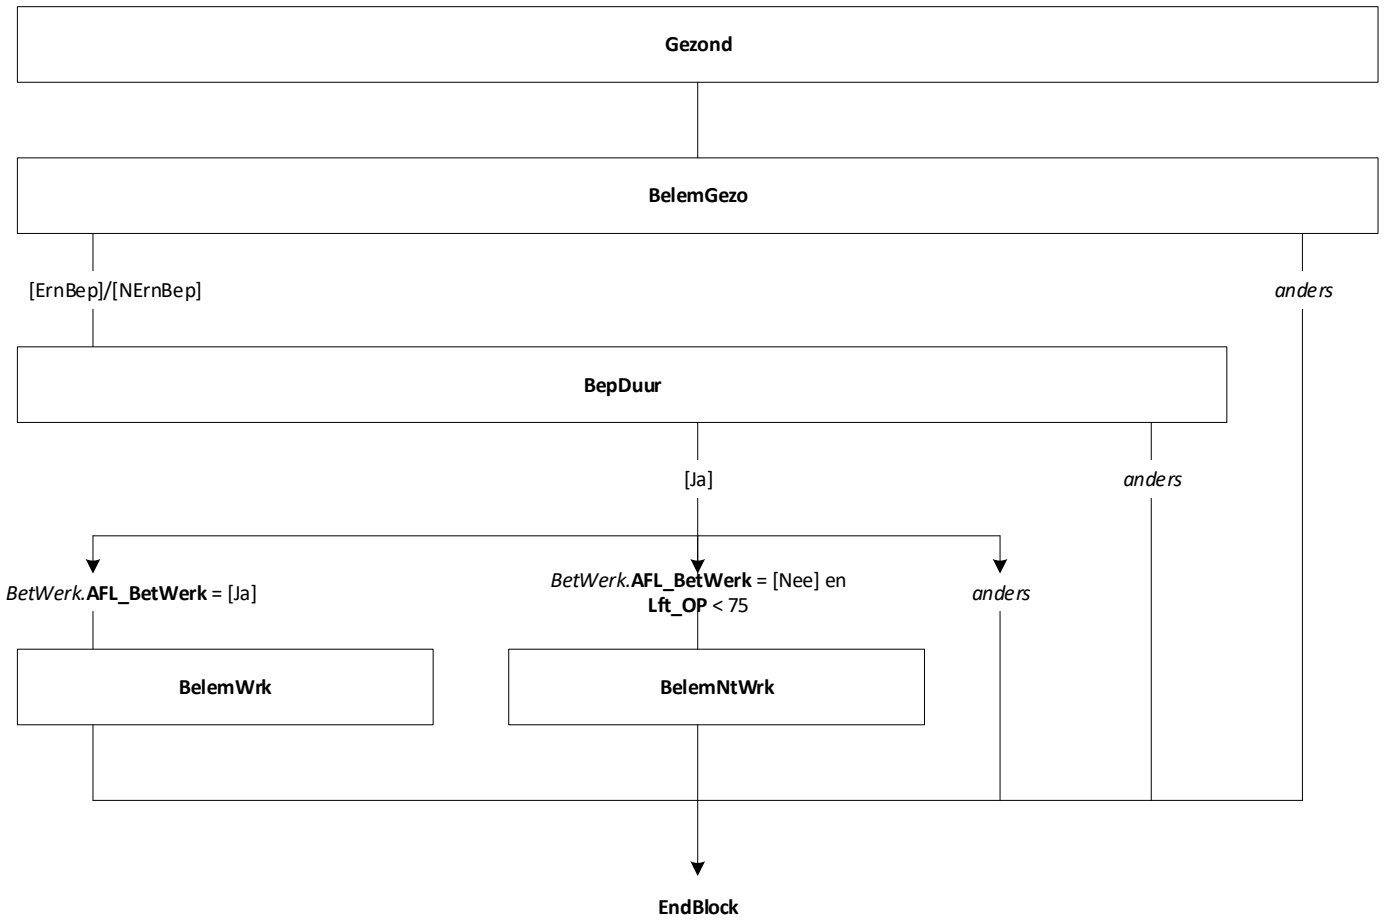 Gezond
BelemGezo
[ErnBep]/[NErnBep]
anders
BepDuur
[Ja]
anders
BetWerk.AFL_BetWerk = [Ja]
BetWerk.AFL_BetWerk = [Nee] en
Lft_OP < 75
anders
BelemWrk
BelemNtWrk
EndBlock